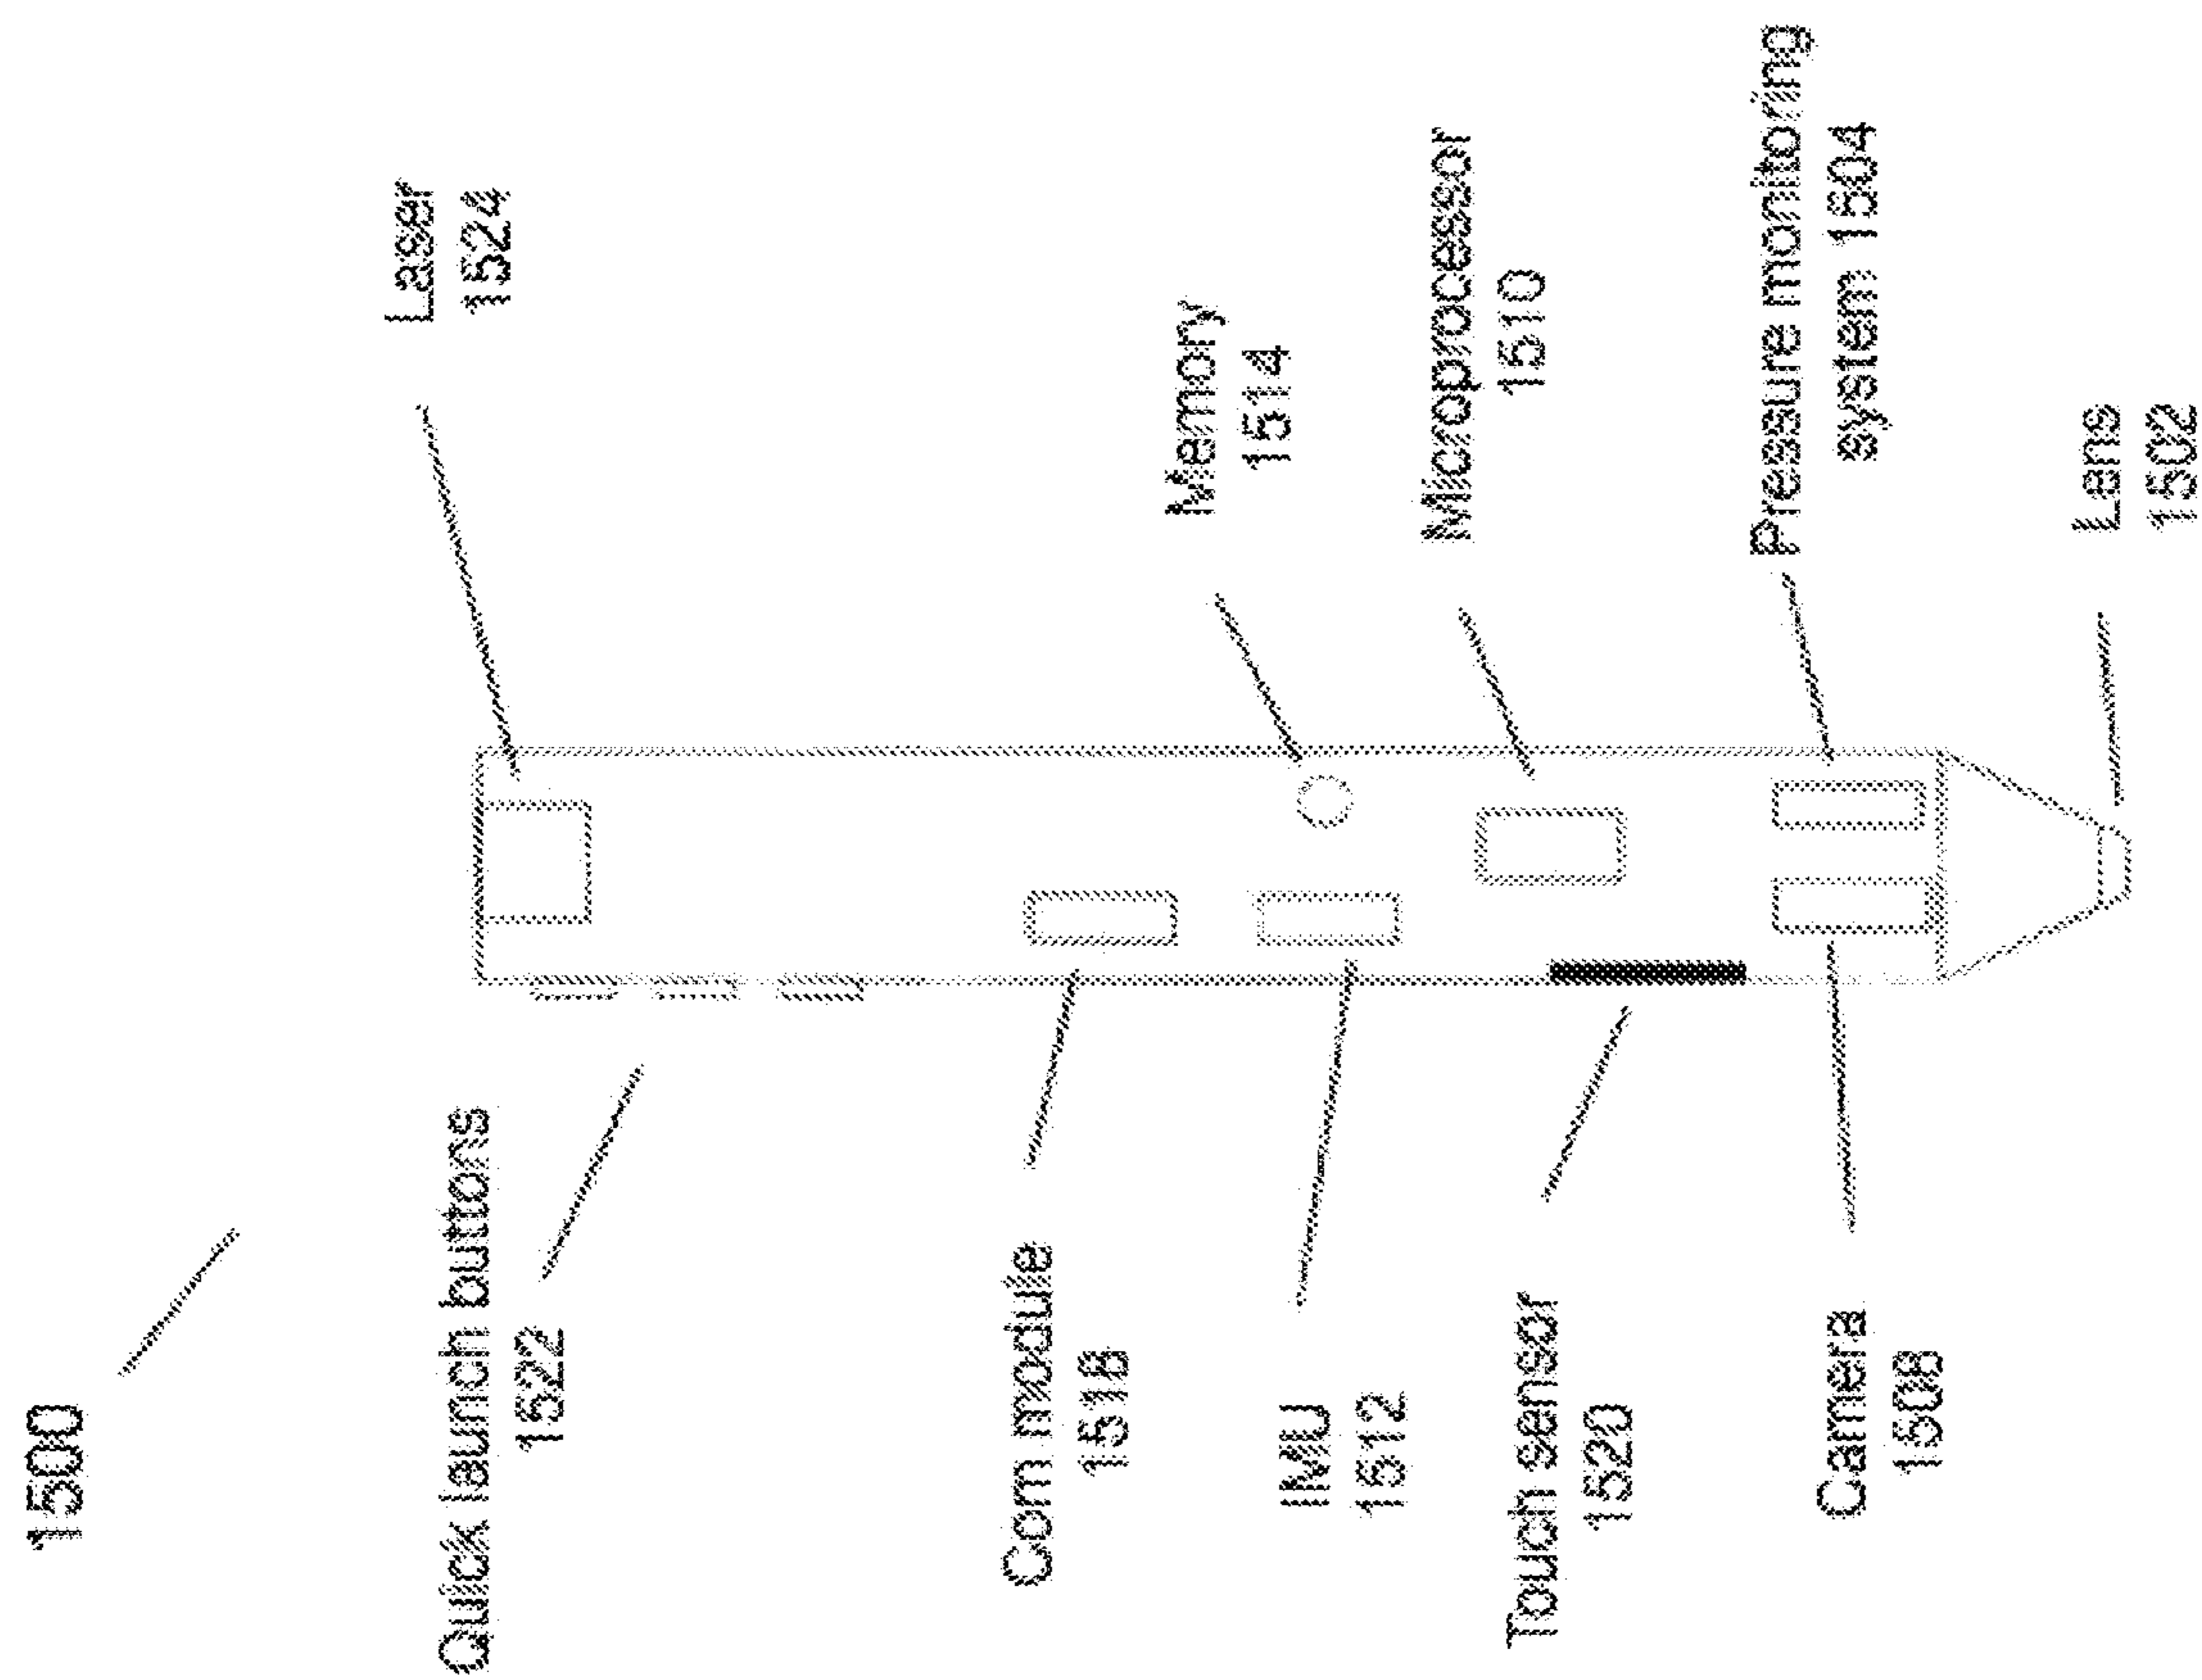 1500
Quick launch buttons
1522
Laser
1524
Com module
1518
Memory
1514
IMU
1512
Microprocessor
1510
Touch sensor
1520
Pressure monitoring
system 1504
Camera
1508
Lens
1502